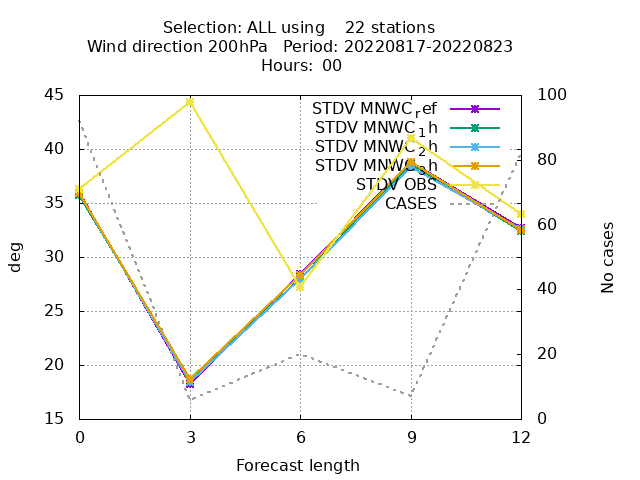 Selection: ALL using    22 stations
Wind direction 200hPa   Period: 20220817-20220823
Hours: 00
45
40
35
30
25
20
15
100
80
60
40
20
0
0
3
6
9
12
deg
No cases
Forecast length
STDV MNWC_ref
STDV MNWC_1h
STDV MNWC_2h
STDV MNWC_3h
STDV OBS
CASES